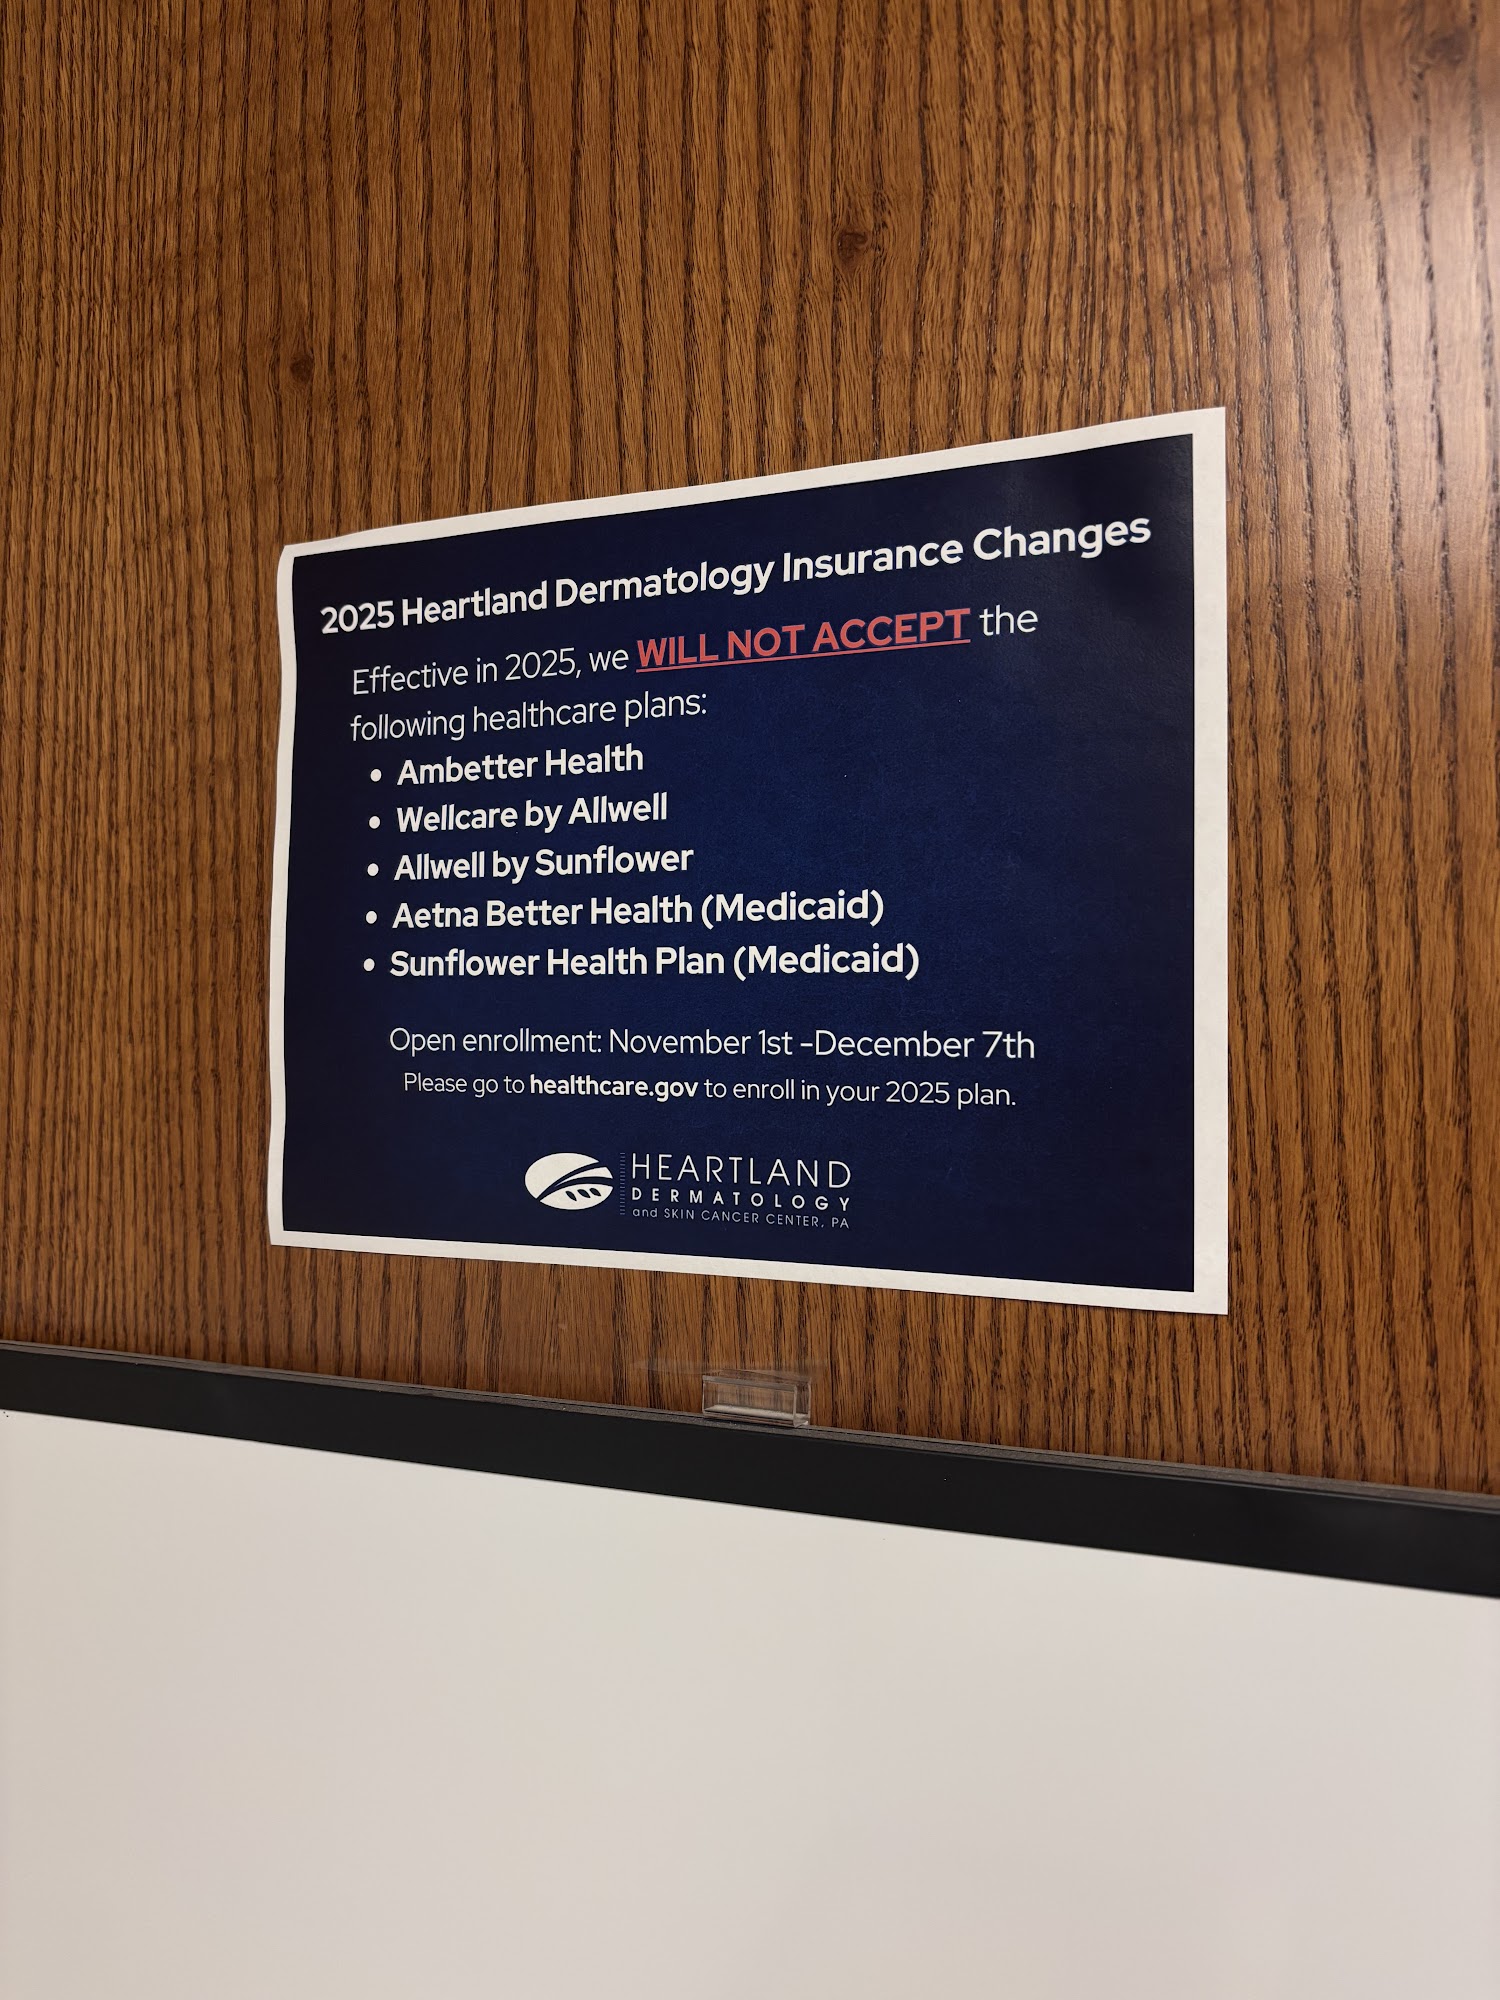 2025 Heartland Dermatology Insurance Changes
Effective in 2025, we WILL NOT ACCEPT the
following healthcare plans:
• Ambetter Health
• Wellcare by Allwell
• Allwell by Sunflower
• Aetna Better Health (Medicaid)
• Sunflower Health Plan (Medicaid)
Open enrollment: November 1st -December 7th
Please go to healthcare.gov to enroll in your 2025 plan.
HEARTLAND
DERMATOLOGY
and SKIN CANCER CENTER, PA